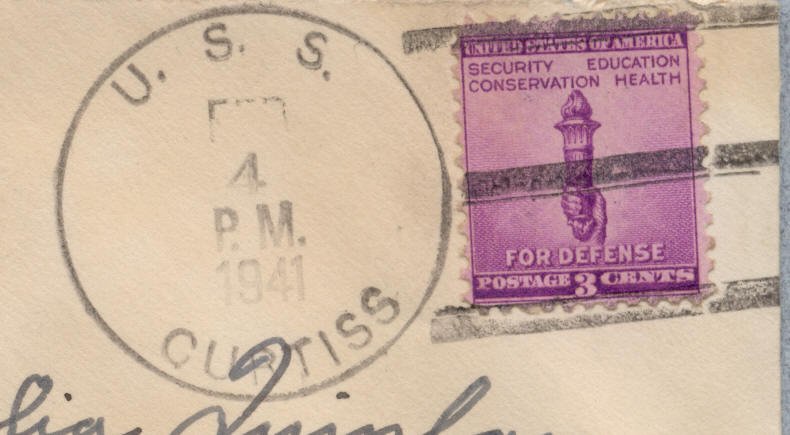 U. S. S.
4
P. M.
1941
CURTISS
UNITED STATES OF AMERICA
SECURITY EDUCATION
CONSERVATION HEALTH
FOR DEFENSE
POSTAGE 3 CENTS